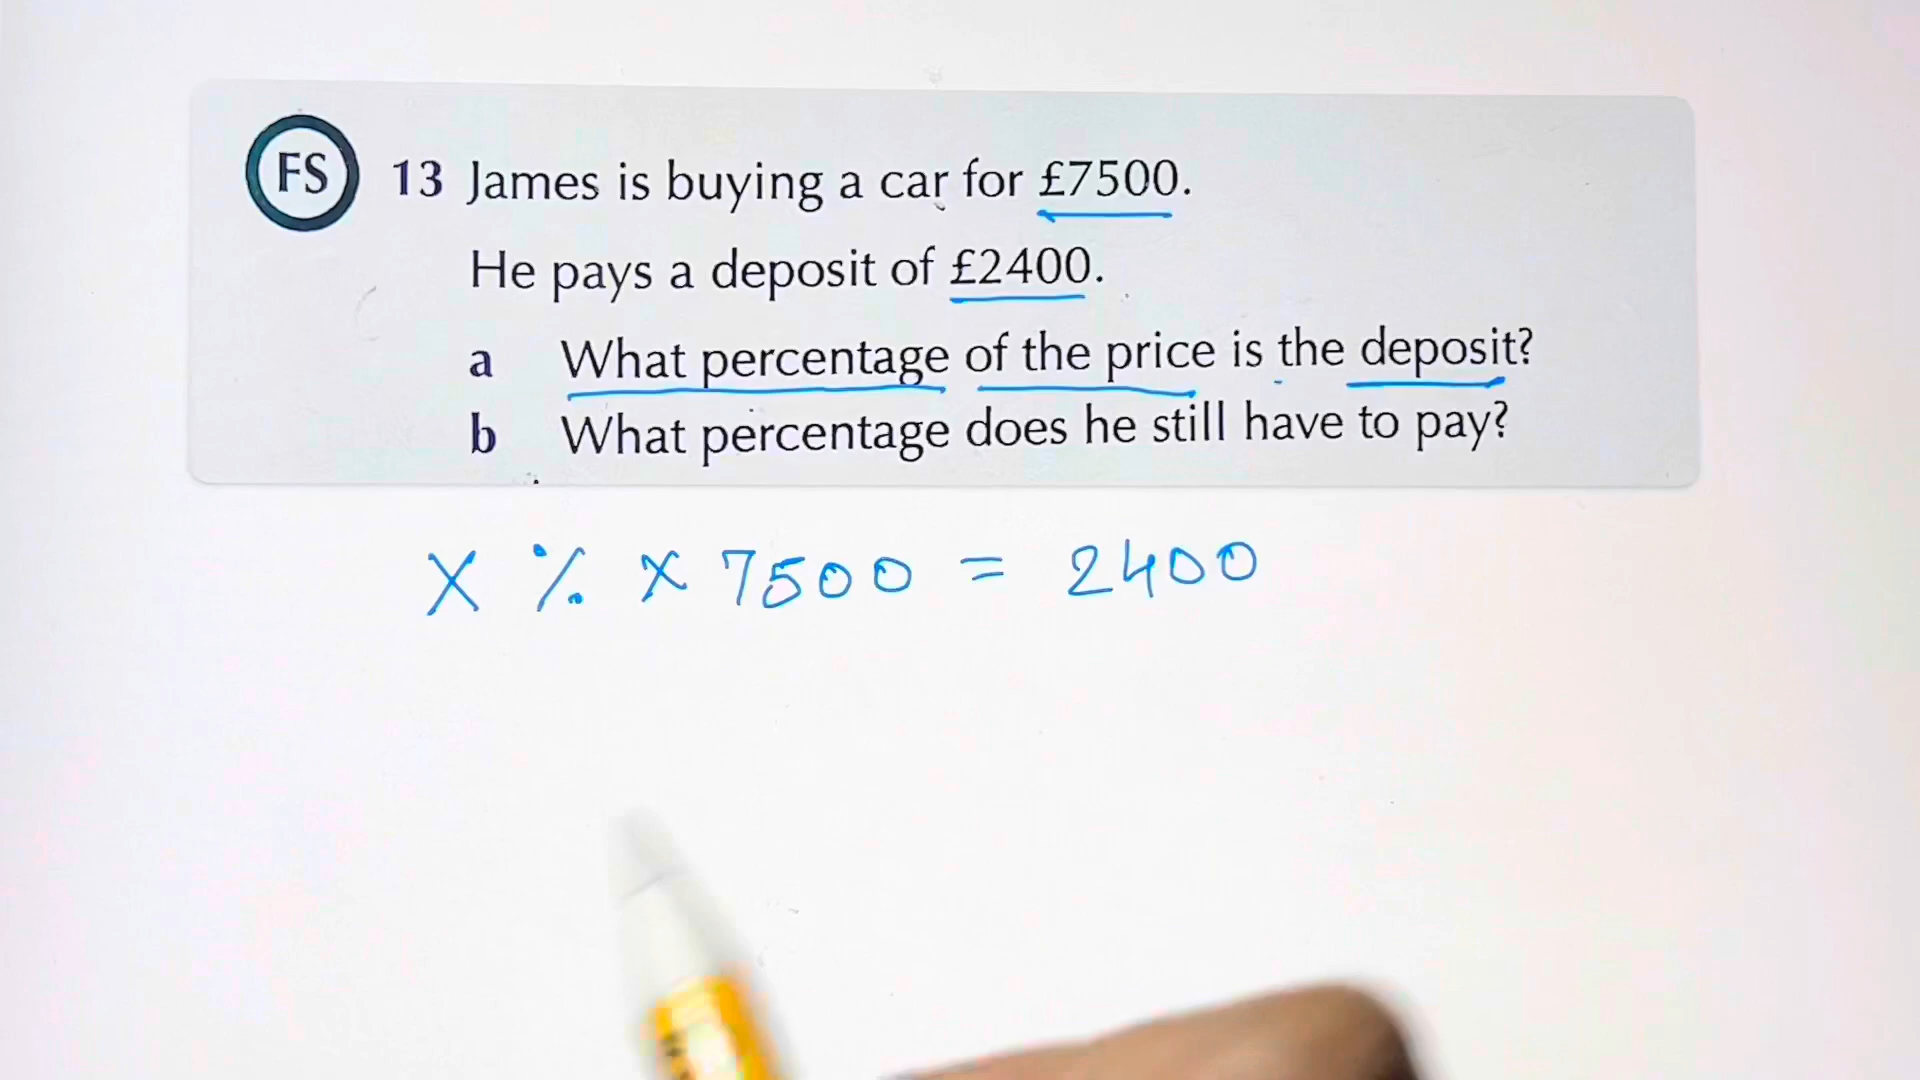 FS 13 James is buying a car for £7500.
He pays a deposit of £2400.
a What percentage of the price is the deposit?
b What percentage does he still have to pay?
x % × 7500 = 2400